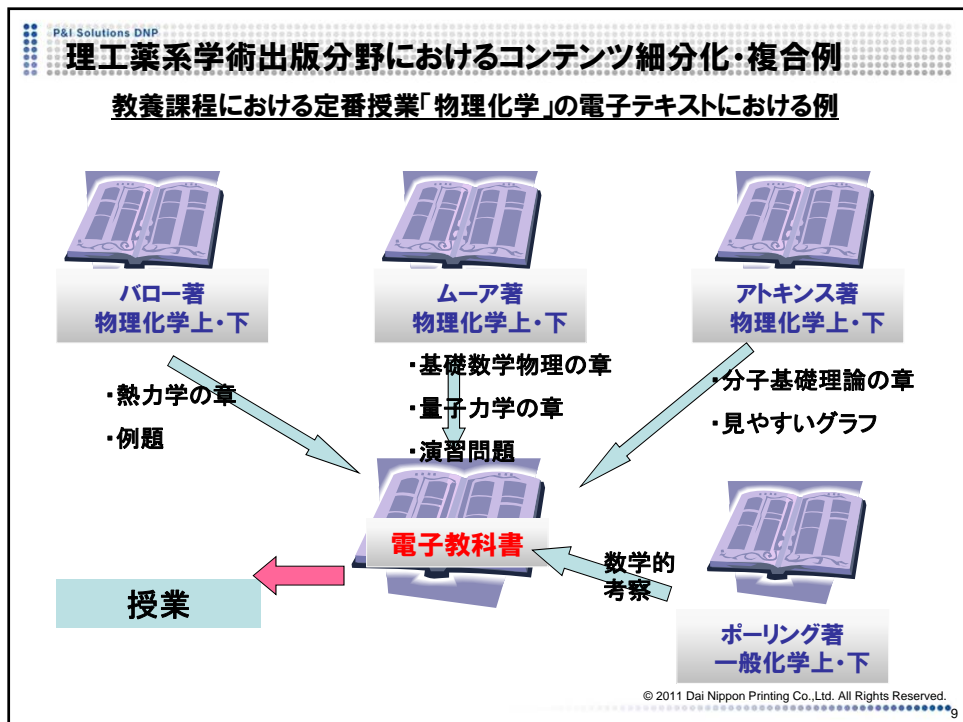 P&I Solutions DNP
理工薬系学術出版分野におけるコンテンツ細分化・複合例
教養課程における定番授業「物理化学」の電子テキストにおける例
バロー著
物理化学上・下
ムーア著
物理化学上・下
アトキンス著
物理化学上・下
・熱力学の章
・例題
・基礎数学物理の章
・量子力学の章
・演習問題
・分子基礎理論の章
・見やすいグラフ
電子教科書
数学的
考察
授業
ポーリング著
一般化学上・下
© 2011 Dai Nippon Printing Co.,Ltd. All Rights Reserved.
9